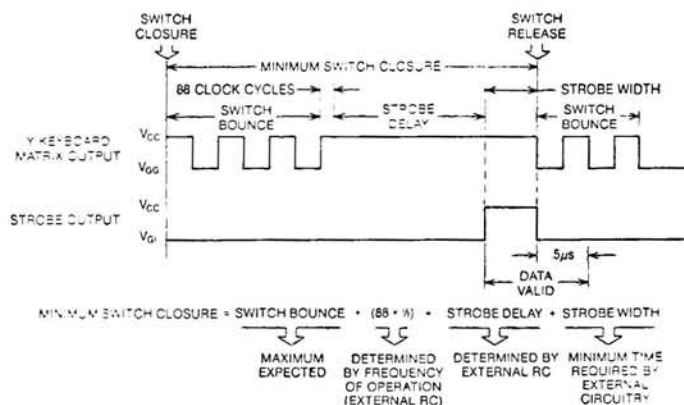 SWITCH CLOSURE
SWITCH RELEASE
MINIMUM SWITCH CLOSURE
88 CLOCK CYCLES
STROBE WIDTH
SWITCH BOUNCE
STROBE DELAY
SWITCH BOUNCE
Y KEYBOARD MATRIX OUTPUT
VCC
VGG
STROBE OUTPUT
VCC
VGI
.5µs
DATA VALID
MINIMUM SWITCH CLOSURE = SWITCH BOUNCE + (88 × ¹⁄f) + STROBE DELAY + STROBE WIDTH
MAXIMUM EXPECTED
DETERMINED BY FREQUENCY OF OPERATION (EXTERNAL RC)
DETERMINED BY EXTERNAL RC
MINIMUM TIME REQUIRED BY EXTERNAL CIRCUITRY